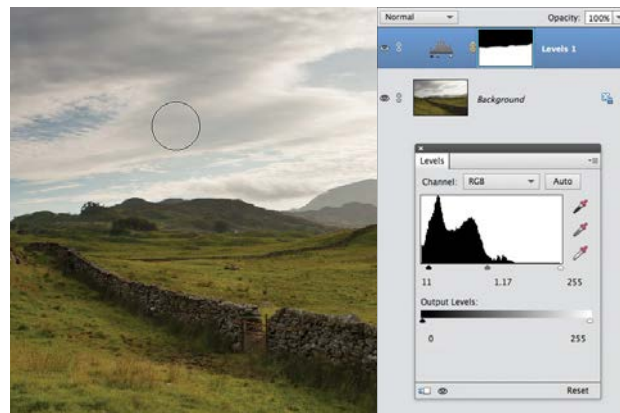 Normal Opacity: 100%
Levels 1
Background
Levels
Channel: RGB Auto
11 1.17 255
Output Levels:
0 255
Reset